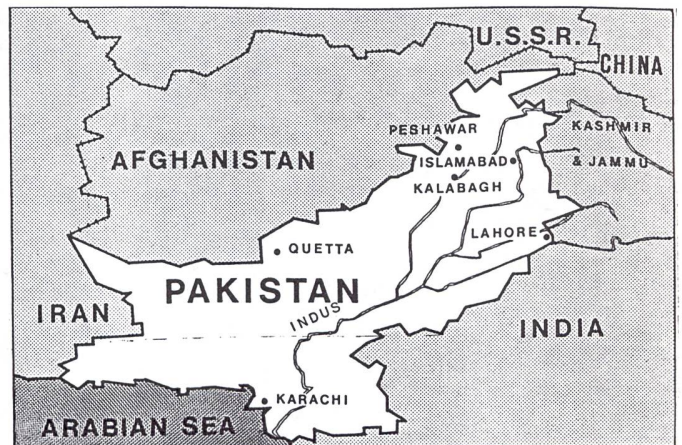 U.S.S.R.
CHINA
PESHAWAR
KASHMIR
& JAMMU
AFGHANISTAN
ISLAMABAD
KALABAGH
LAHORE
QUETTA
PAKISTAN
IRAN
INDUS
INDIA
KARACHI
ARABIAN SEA